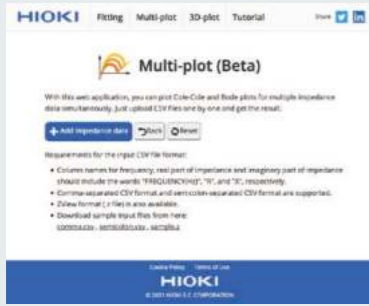 HIOKI Fitting Multi-plot 3D-plot Tutorial Share
Multi-plot (Beta)
With this web application, you can plot Cole-Cole and Bode plots for multiple impedance
data simultaneously. Just upload CSV files one by one and get the result.
Add impedance data Back Reset
Requirements for the input CSV file format:
• Column names for frequency, real part of impedance and imaginary part of impedance
should include the words "FREQUENCY(Hz)", "R", and "X", respectively.
• Comma-separated CSV format and semicolon-separated CSV format are supported.
• ZView format (.z file) is also available.
• Download sample input files from here:
comma.csv, semicolon.csv, sample.z
Cookie Policy Terms of Use
HIOKI
© 2021 HIOKI E.E. CORPORATION